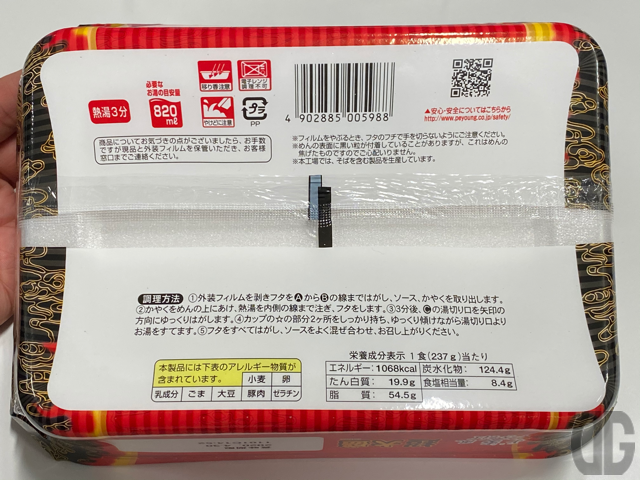 熱湯3分
必要な
お湯の目安量
820mℓ
移り香注意
電子レンジ
調理不可
やけどに注意
プラ
PP
4902885005988
▲安心・安全についてはこちらから
http://www.peyoung.co.jp/safety/
商品についてお気づきの点がございましたら、お手数
ですが現品と外装フィルムを保管いただき、お客様
窓口までご連絡ください。
※フィルムをやぶるとき、フタのフチで手を切らないようにご注意ください。
※めんの表面に黒い粒が付着していることがありますが、これはめんの
焦げたものですのでご心配いりません。
※本工場では、そばを含む製品を生産しています。
調理方法 ①外装フィルムを剥きフタをAからBの線まではがし、ソース、かやくを取り出します。
②かやくをめんの上にあけ、熱湯を内側の線まで注ぎ、フタをします。③3分後、Cの湯切り口を矢印の
方向にゆっくりはがします。④カップの☆の部分2ヶ所をしっかり持ち、ゆっくり傾けながら湯切り口より
お湯をすてます。⑤フタをすべてはがし、ソースをよく混ぜ合わせ、お召し上がりください。
本製品には下表のアレルギー物質が
含まれています。 小麦 卵
乳成分 ごま 大豆 豚肉 ゼラチン
栄養成分表示 1食(237g)当たり
エネルギー:1068kcal 炭水化物: 124.4g
たん白質: 19.9g 食塩相当量: 8.4g
脂質: 54.5g
DG